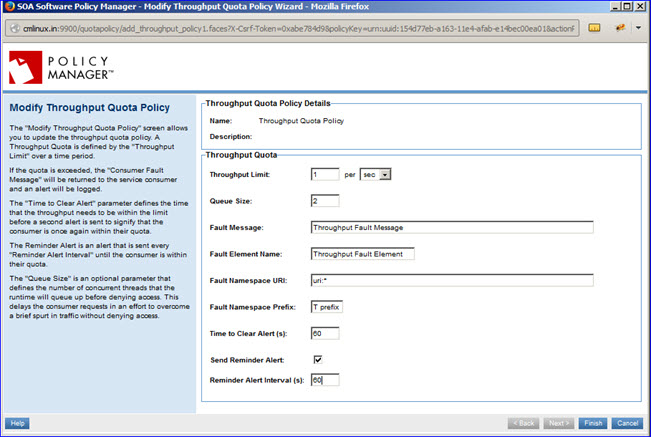 SOA Software Policy Manager - Modify Throughput Quota Policy Wizard - Mozilla Firefox
cmlinux.in:9900/quotapolicy/add_throughput_policy1.faces?X-Csrf-Token=0xabe784d9&policyKey=urn:uuid:154d77eb-a163-11e4-afab-e14bec00ea01&actionF
POLICY
MANAGER™
Modify Throughput Quota Policy
The "Modify Throughput Quota Policy" screen allows
you to update the throughput quota policy. A
Throughput Quota is defined by the "Throughput
Limit" over a time period.
If the quota is exceeded, the "Consumer Fault
Message" will be returned to the service consumer
and an alert will be logged.
The "Time to Clear Alert" parameter defines the time
that the throughput needs to be within the limit
before a second alert is sent to signify that the
consumer is once again within their quota.
The Reminder Alert is an alert that is sent every
"Reminder Alert Interval" until the consumer is within
their quota.
The "Queue Size" is an optional parameter that
defines the number of concurrent threads that the
runtime will queue up before denying access. This
delays the consumer requests in an effort to overcome
a brief spurt in traffic without denying access.
Throughput Quota Policy Details
Name: Throughput Quota Policy
Description:
Throughput Quota
Throughput Limit: 1 per sec
Queue Size: 2
Fault Message: Throughput Fault Message
Fault Element Name: Throughput Fault Element
Fault Namespace URI: uri:*
Fault Namespace Prefix: T prefix
Time to Clear Alert (s): 60
Send Reminder Alert:
Reminder Alert Interval (s): 60
Help
< Back
Next >
Finish
Cancel